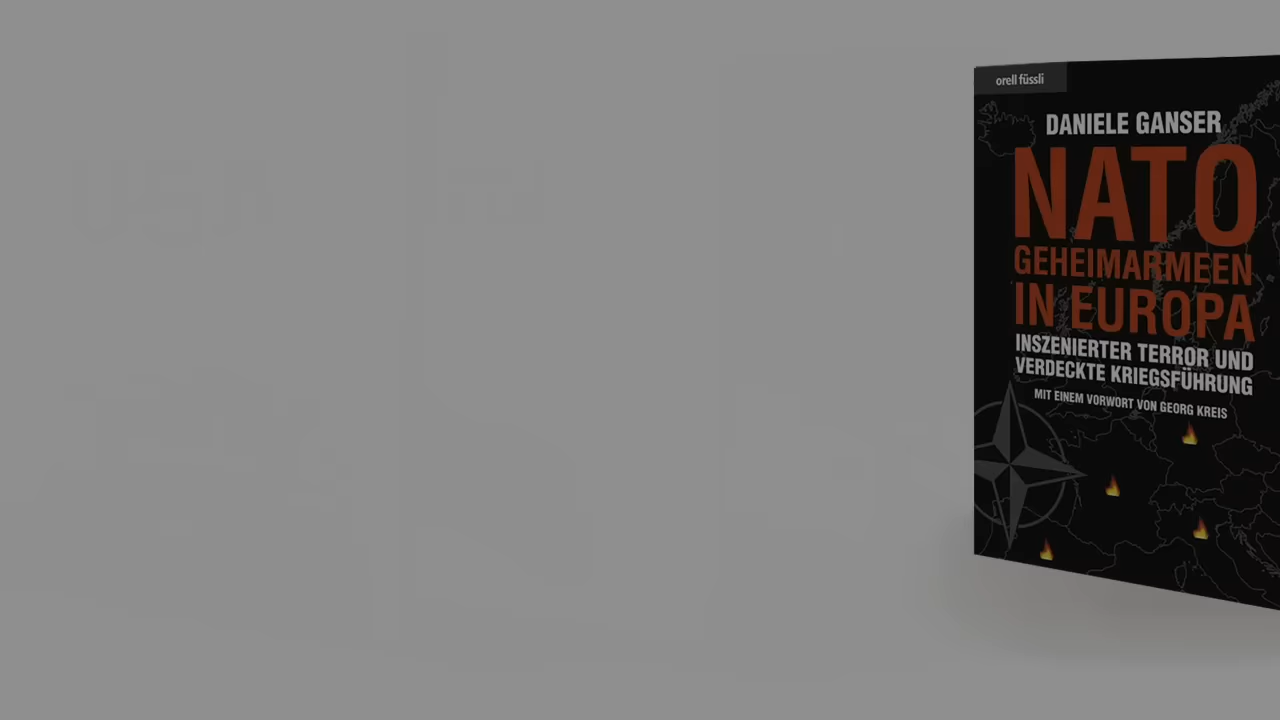 orell füssli
DANIELE GANSER
NATO
GEHEIMARMEEN
IN EUROPA
INSZENIERTER TERROR UND
VERDECKTE KRIEGSFÜHRUNG
MIT EINEM VORWORT VON GEORG KREIS